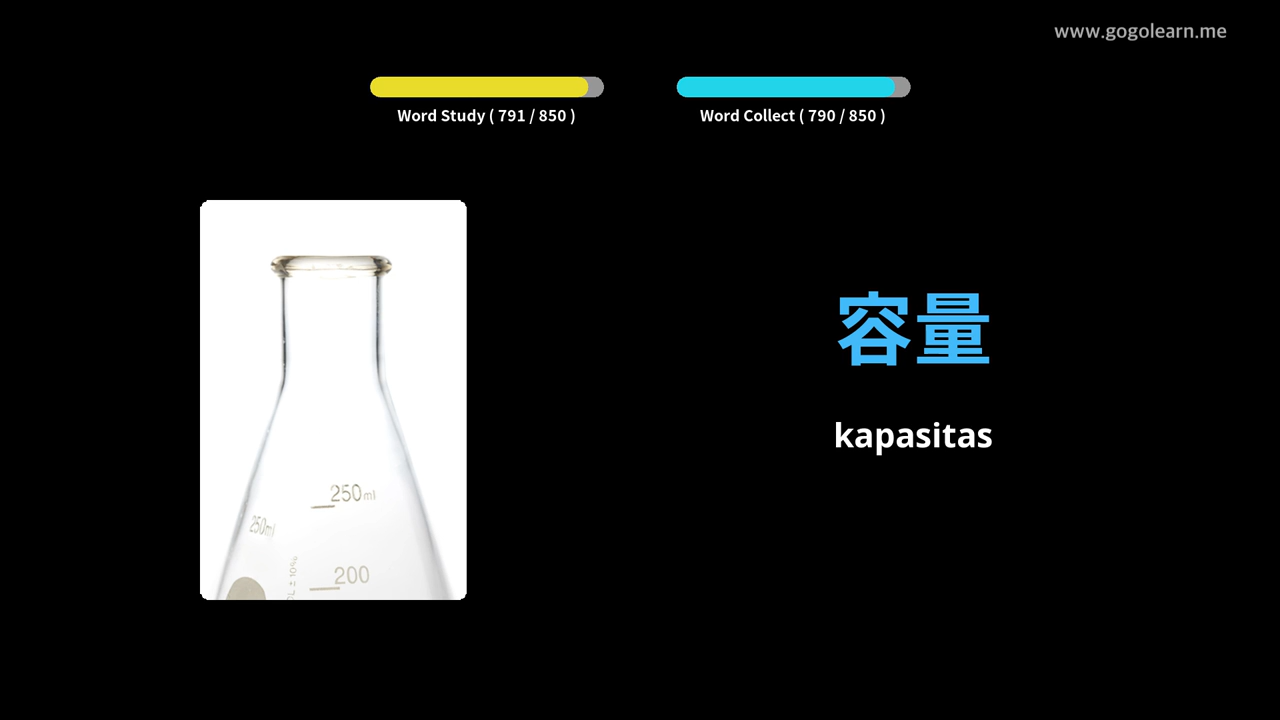 www.gogolearn.me
Word Study ( 791 / 850 )
Word Collect ( 790 / 850 )
容量
kapasitas
250ml
250ml
200